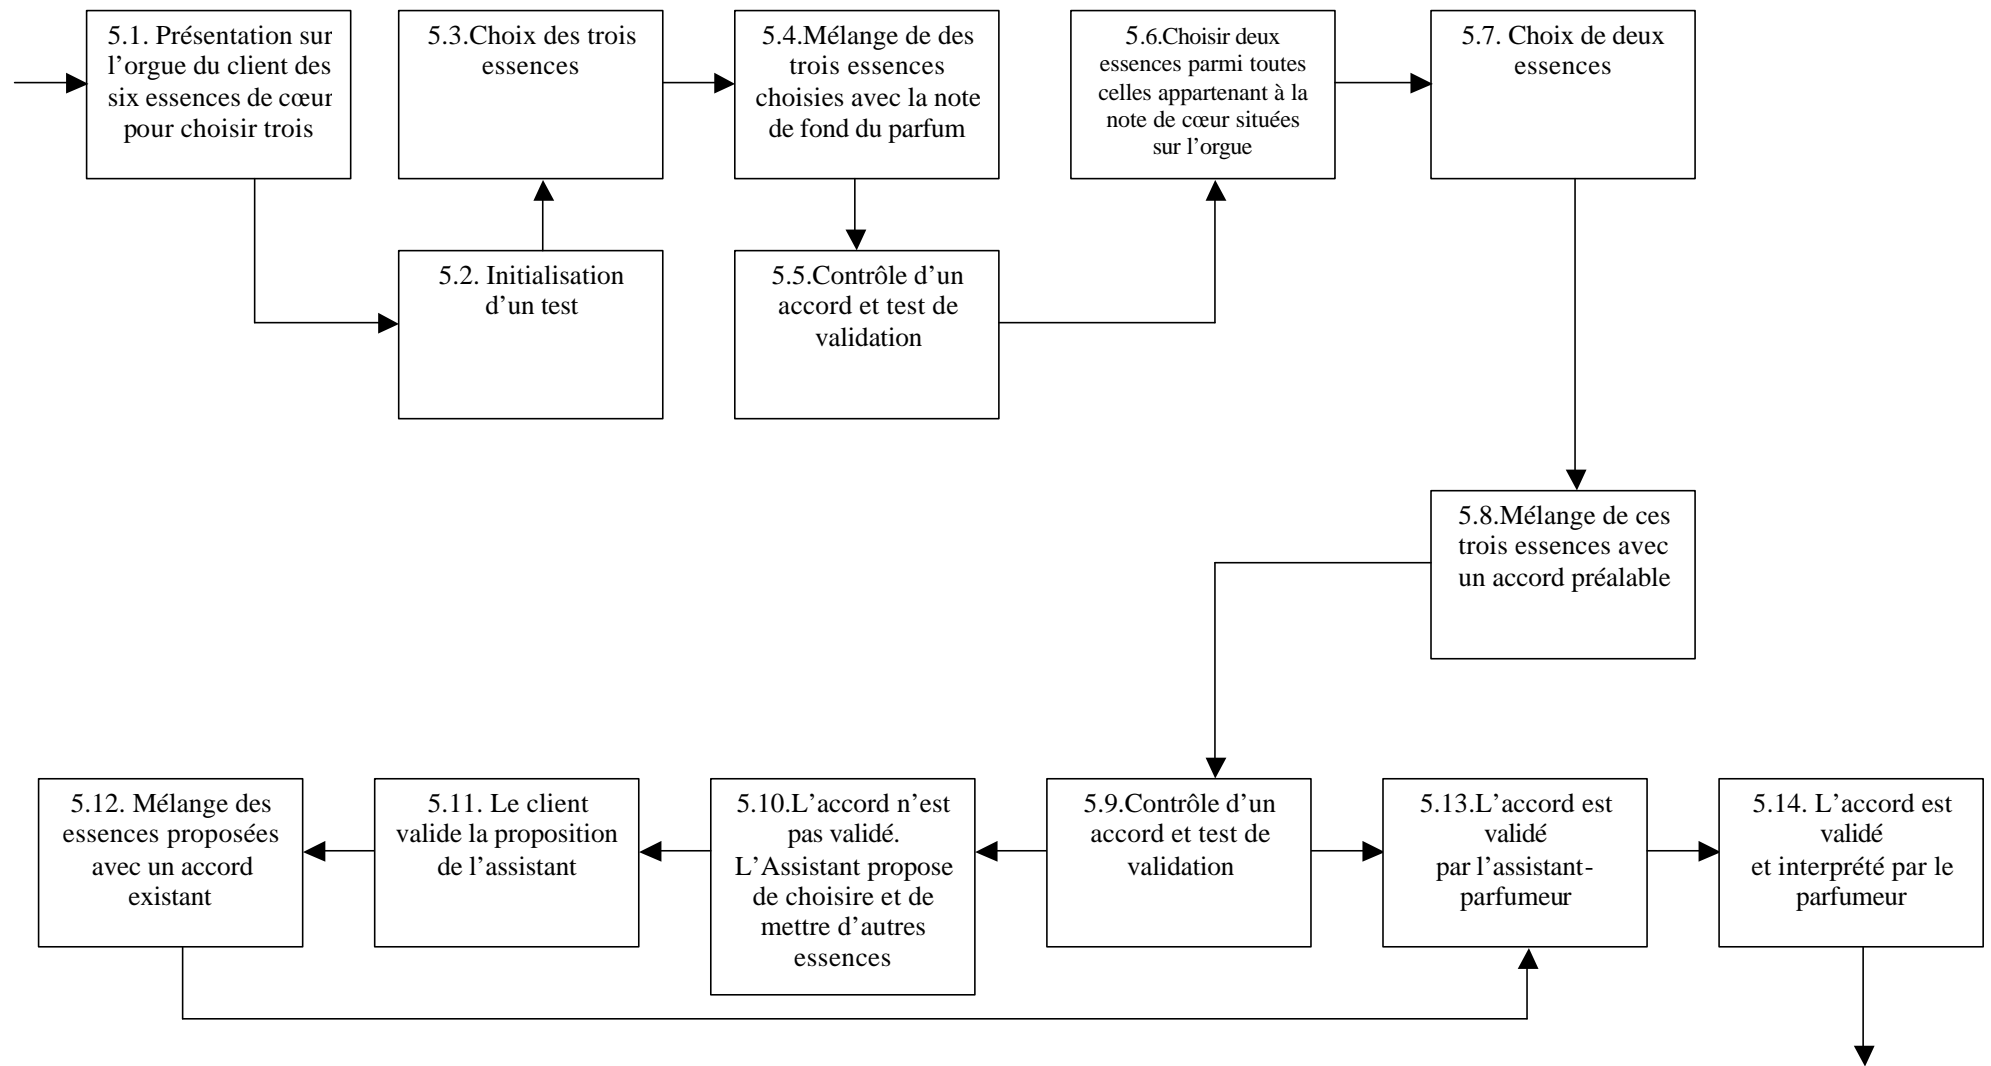 5.1. Présentation sur
l’orgue du client des
six essences de cœur
pour choisir trois
5.2. Initialisation
d’un test
5.3.Choix des trois
essences
5.4.Mélange de des
trois essences
choisies avec la note
de fond du parfum
5.5.Contrôle d’un
accord et test de
validation
5.6.Choisir deux
essences parmi toutes
celles appartenant à la
note de cœur situées
sur l’orgue
5.7. Choix de deux
essences
5.8.Mélange de ces
trois essences avec
un accord préalable
5.9.Contrôle d’un
accord et test de
validation
5.10.L’accord n’est
pas validé.
L’Assistant propose
de choisire et de
mettre d’autres
essences
5.11. Le client
valide la proposition
de l’assistant
5.12. Mélange des
essences proposées
avec un accord
existant
5.13.L’accord est
validé
par l’assistant-
parfumeur
5.14. L’accord est
validé
et interprété par le
parfumeur